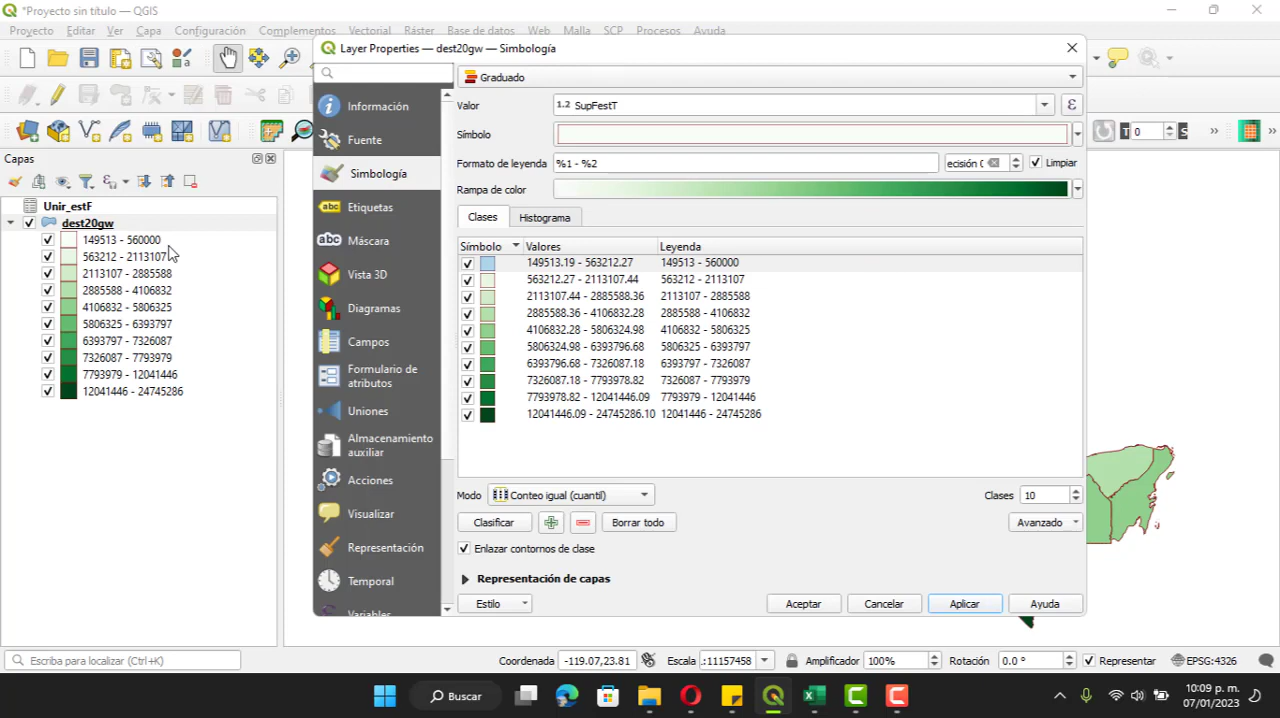 *Proyecto sin título — QGIS
Proyecto Editar Ver Capa Configuración Complementos Vectorial Ráster Base de datos Web Malla SCP Procesos Ayuda
Layer Properties — dest20gw — Simbología
Graduado
Información
Valor 1.2 SupFestT ε
Fuente
Símbolo
T 0 S »
Capas
Formato de leyenda %1 - %2 ecisión ( Limpiar
Simbología
Rampa de color
Unir_estF
abc Etiquetas
Clases Histograma
dest20gw
149513 - 560000
abc Máscara
Símbolo Valores Leyenda
563212 - 2113107
149513.19 - 563212.27 149513 - 560000
2113107 - 2885588
Vista 3D
563212.27 - 2113107.44 563212 - 2113107
2885588 - 4106832
2113107.44 - 2885588.36 2113107 - 2885588
4106832 - 5806325
Diagramas
2885588.36 - 4106832.28 2885588 - 4106832
5806325 - 6393797
4106832.28 - 5806324.98 4106832 - 5806325
6393797 - 7326087
Campos
5806324.98 - 6393796.68 5806325 - 6393797
7326087 - 7793979
6393796.68 - 7326087.18 6393797 - 7326087
7793979 - 12041446
Formulario de
atributos
7326087.18 - 7793978.82 7326087 - 7793979
12041446 - 24745286
7793978.82 - 12041446.09 7793979 - 12041446
Uniones
12041446.09 - 24745286.10 12041446 - 24745286
Almacenamiento
auxiliar
Acciones
Modo Conteo igual (cuantil) Clases 10
Visualizar
Clasificar Borrar todo Avanzado
Representación
Enlazar contornos de clase
Temporal
Representación de capas
Variables
Estilo Aceptar Cancelar Aplicar Ayuda
Escriba para localizar (Ctrl+K) Coordenada -119.07,23.81 Escala .:11157458 Amplificador 100% Rotación 0.0 ° Representar EPSG:4326
Buscar
10:09 p. m.
07/01/2023